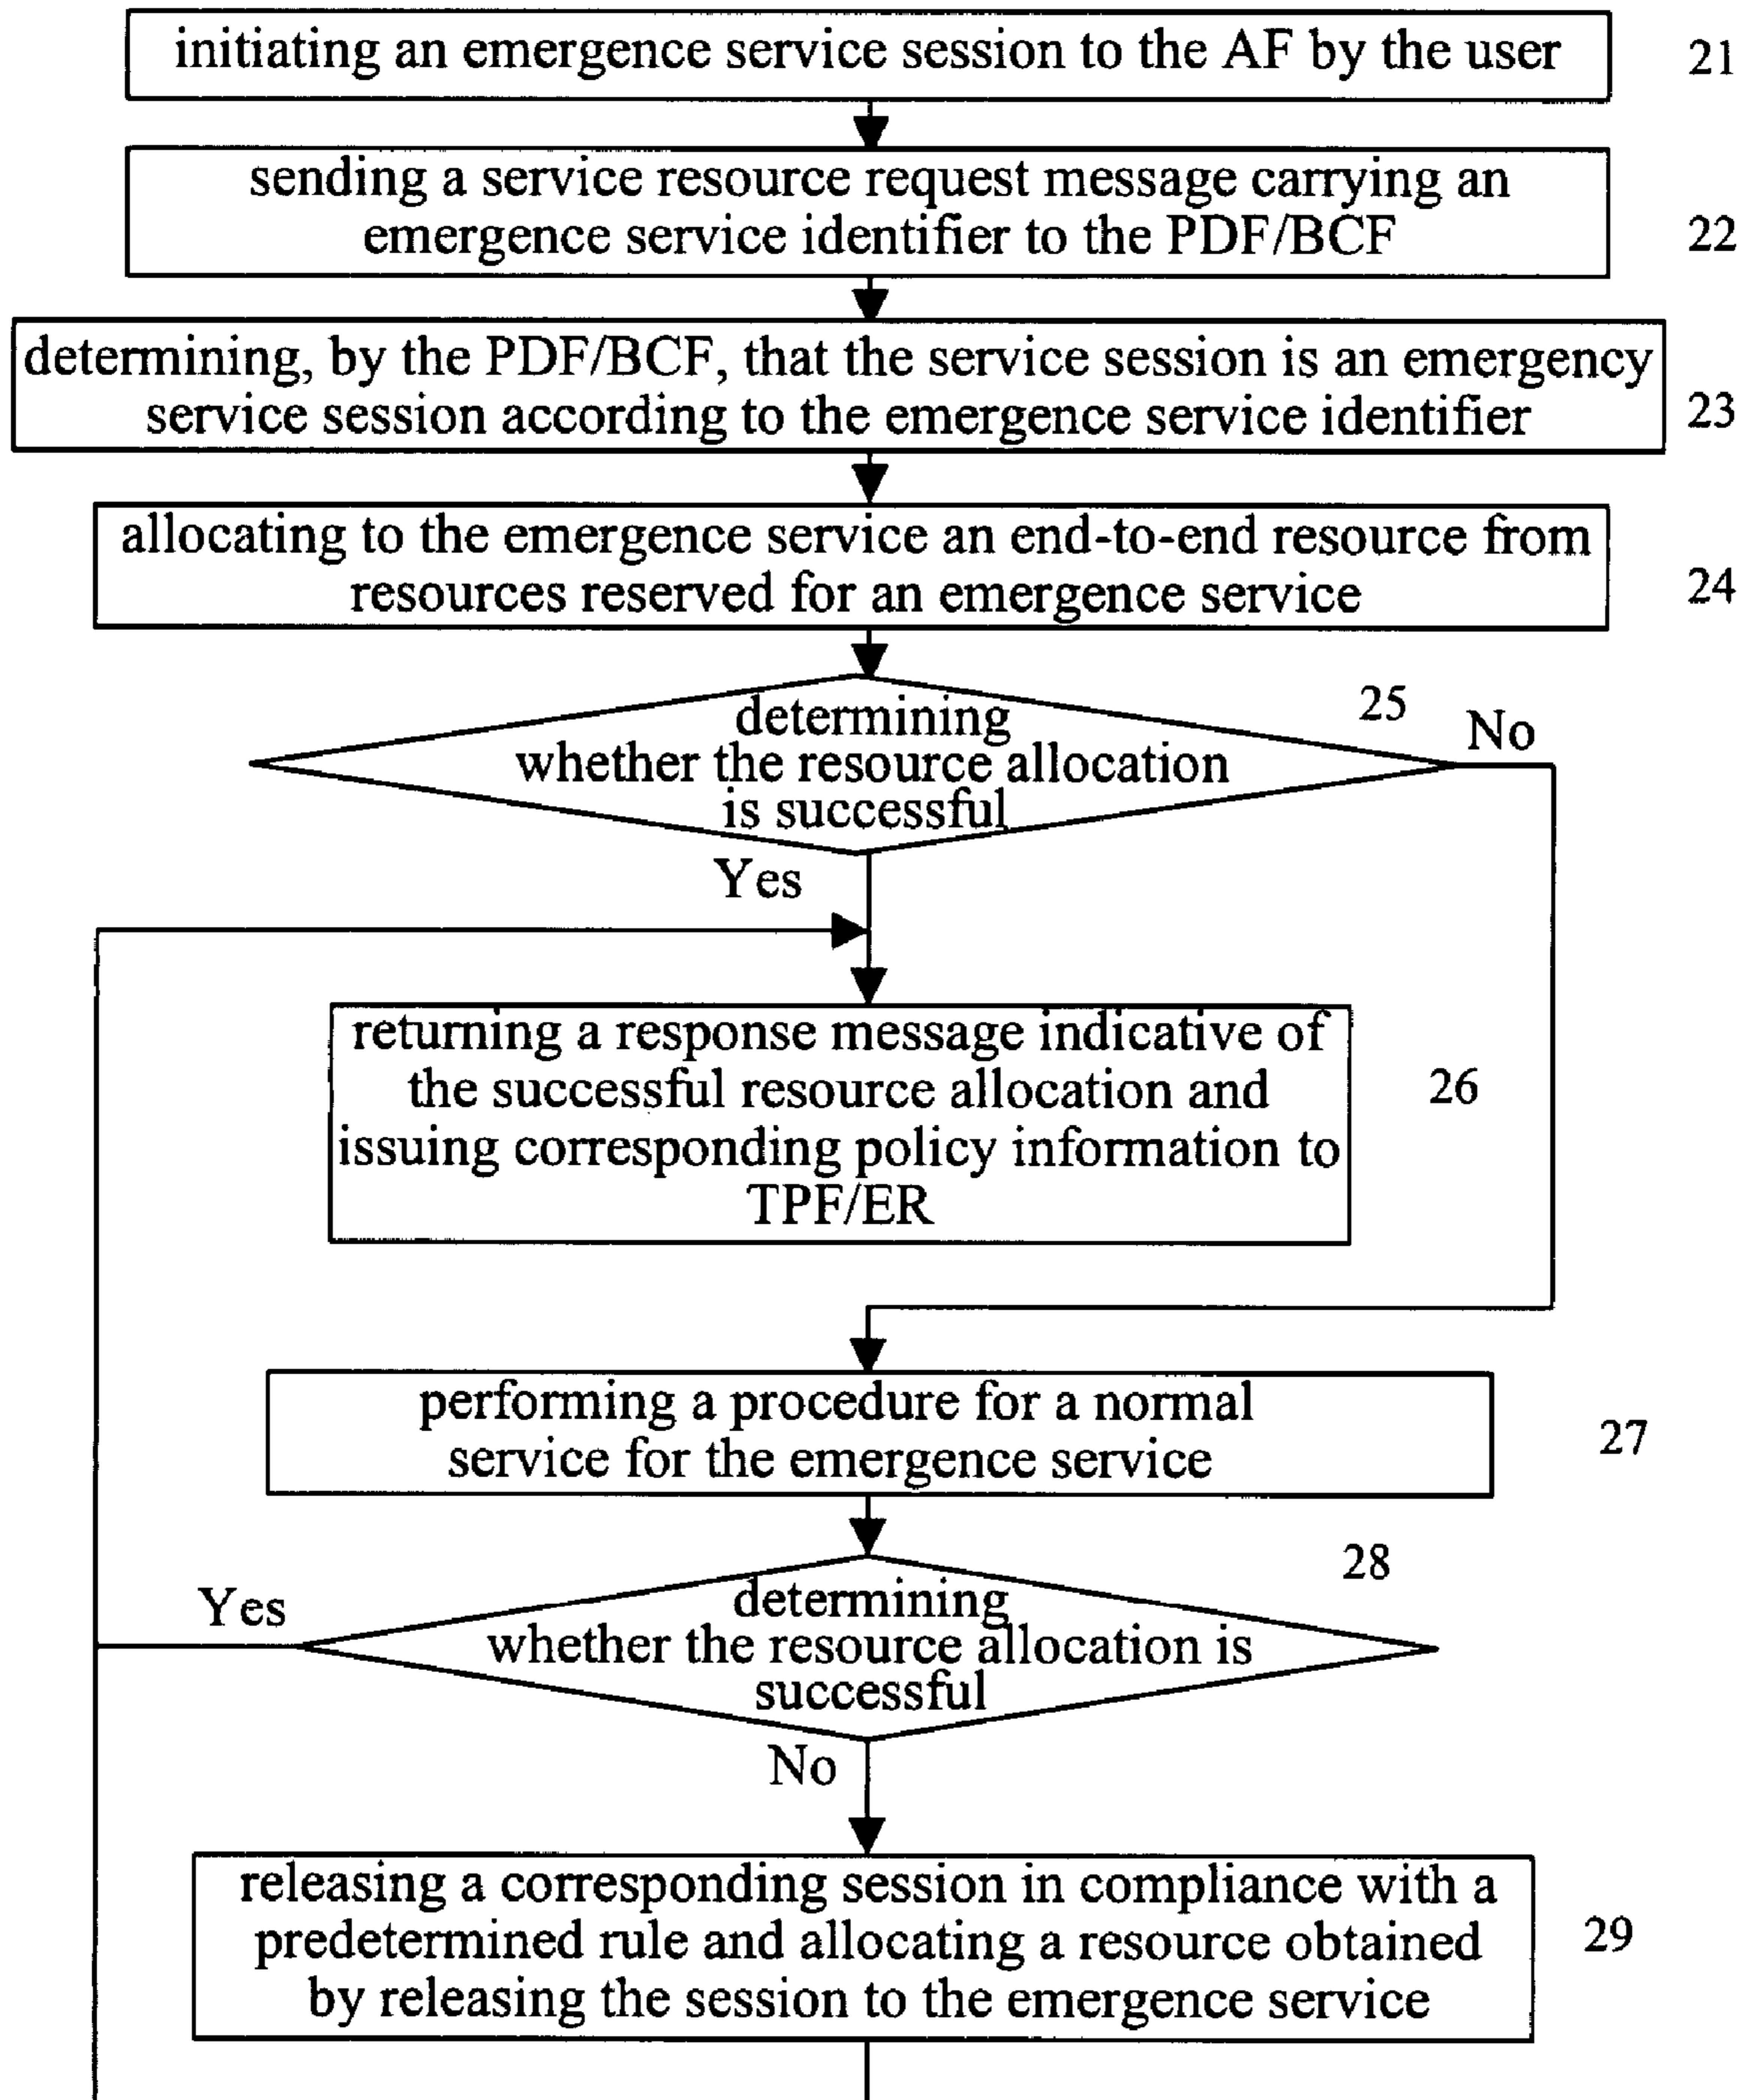 initiating an emergence service session to the AF by the user
21
sending a service resource request message carrying an
emergence service identifier to the PDF/BCF
22
determining, by the PDF/BCF, that the service session is an emergency
service session according to the emergence service identifier
23
allocating to the emergence service an end-to-end resource from
resources reserved for an emergence service
24
determining
whether the resource allocation
is successful
25
No
Yes
returning a response message indicative of
the successful resource allocation and
issuing corresponding policy information to
TPF/ER
26
performing a procedure for a normal
service for the emergence service
27
determining
whether the resource allocation is
successful
28
Yes
No
releasing a corresponding session in compliance with a
predetermined rule and allocating a resource obtained
by releasing the session to the emergence service
29